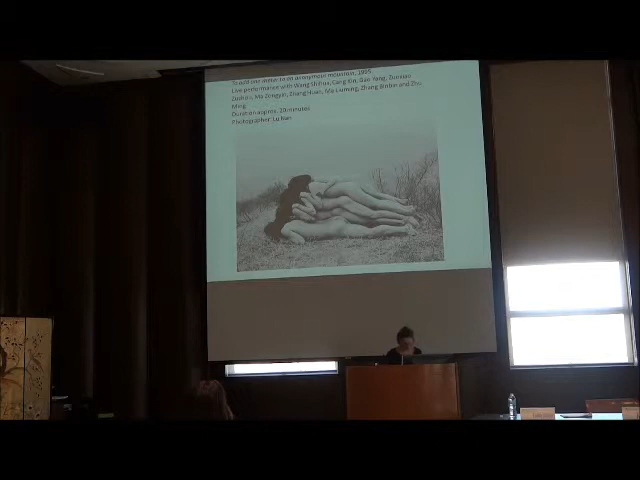 To add one meter to an anonymous mountain, 1995
Live performance with Wang Shihua, Cang Xin, Gao Yang, Zuoxiao
Zuzhou, Ma Zongyin, Zhang Huan, Ma Liuming, Zhang Binbin and Zhu
Ming
Duration approx. 10 minutes
Photographer: Lu Nan